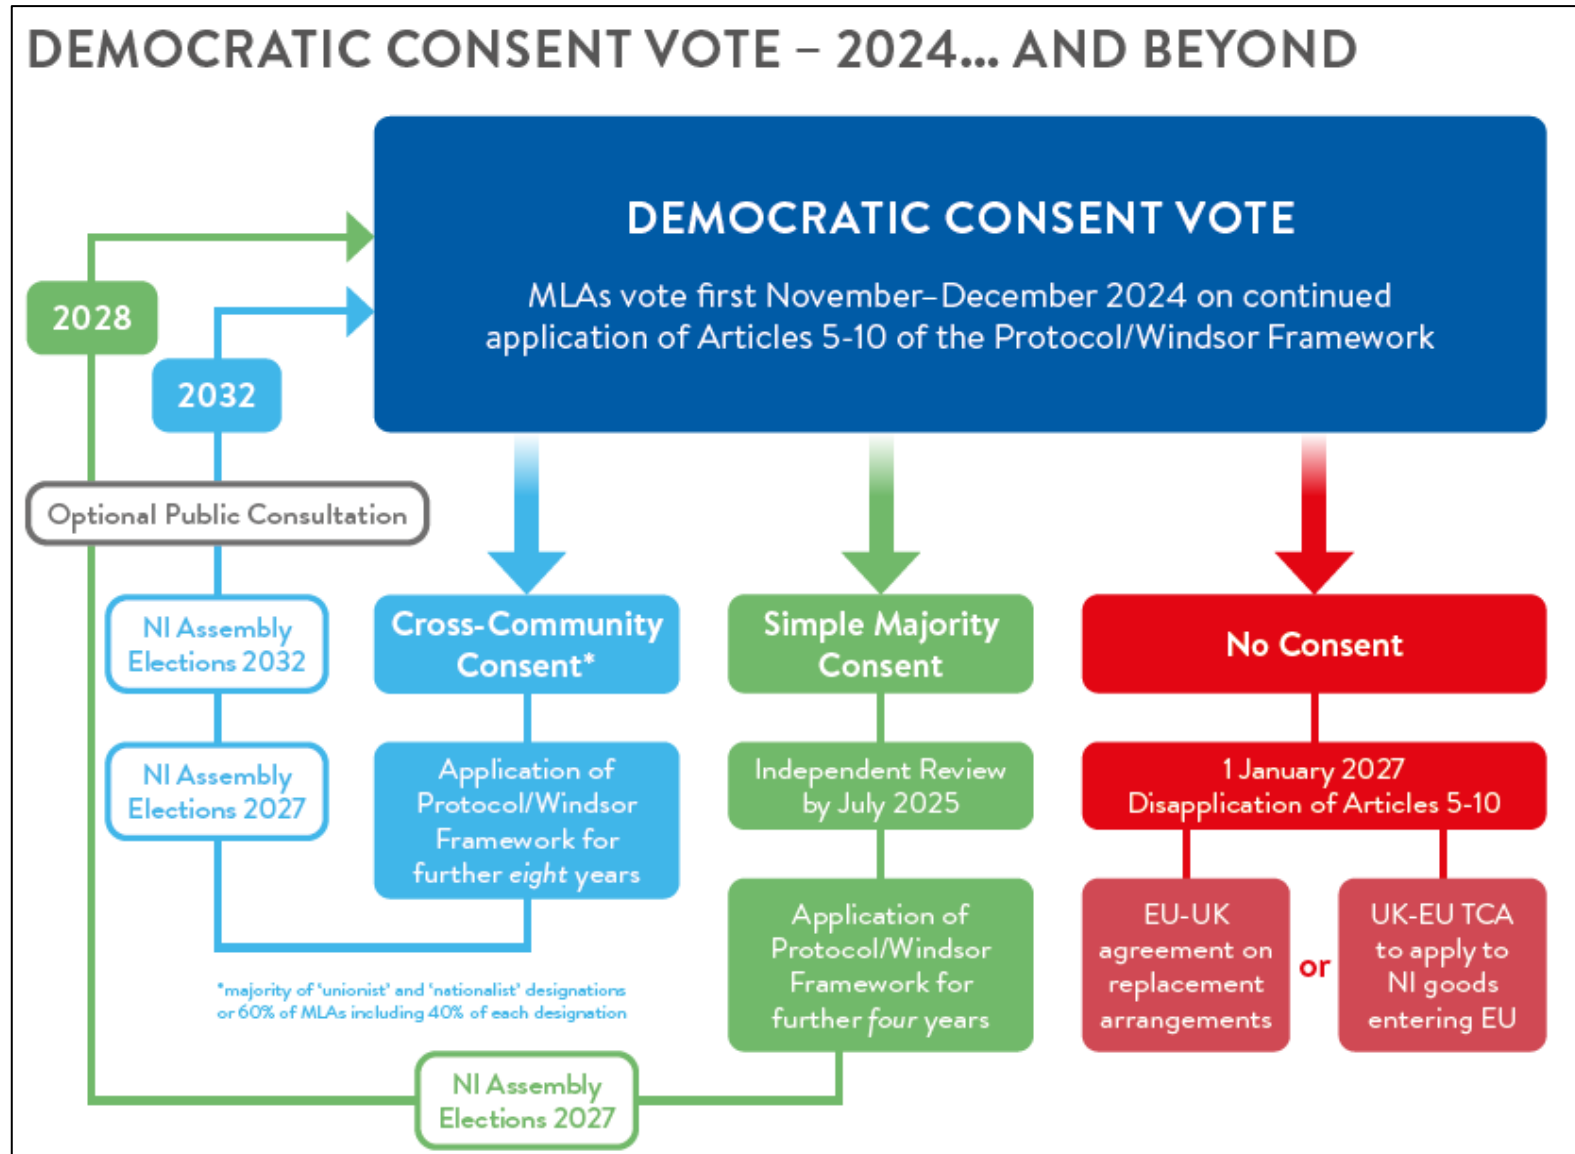 DEMOCRATIC CONSENT VOTE – 2024... AND BEYOND
DEMOCRATIC CONSENT VOTE
MLAs vote first November–December 2024 on continued
application of Articles 5-10 of the Protocol/Windsor Framework
2028
2032
Optional Public Consultation
NI Assembly
Elections 2032
NI Assembly
Elections 2027
Cross-Community
Consent*
Application of
Protocol/Windsor
Framework for
further eight years
*majority of ‘unionist’ and ‘nationalist’ designations
or 60% of MLAs including 40% of each designation
Simple Majority
Consent
Independent Review
by July 2025
Application of
Protocol/Windsor
Framework for
further four years
NI Assembly
Elections 2027
No Consent
1 January 2027
Disapplication of Articles 5-10
EU-UK
agreement on
replacement
arrangements
or
UK-EU TCA
to apply to
NI goods
entering EU